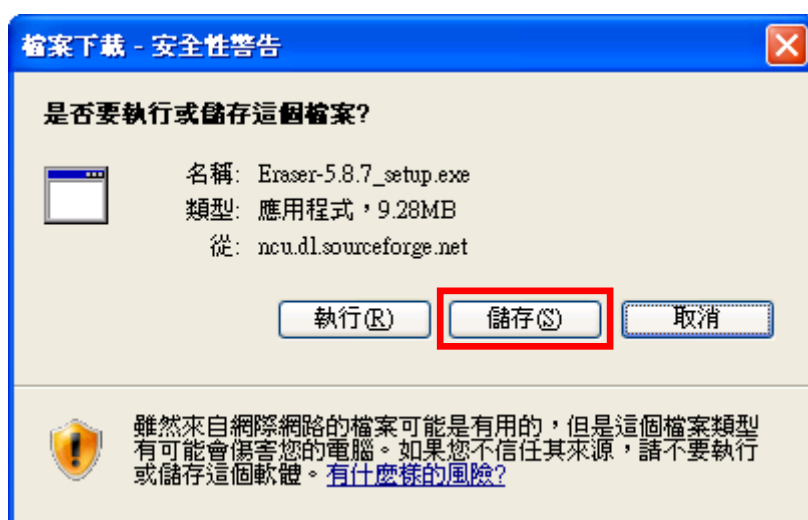 檔案下載 - 安全性警告
是否要執行或儲存這個檔案?
名稱: Eraser-5.8.7_setup.exe
類型: 應用程式,9.28MB
從: ncu.dl.sourceforge.net
執行(R) 儲存(S) 取消
雖然來自網際網路的檔案可能是有用的,但是這個檔案類型
有可能會傷害您的電腦。如果您不信任其來源,請不要執行
或儲存這個軟體。有什麼樣的風險?